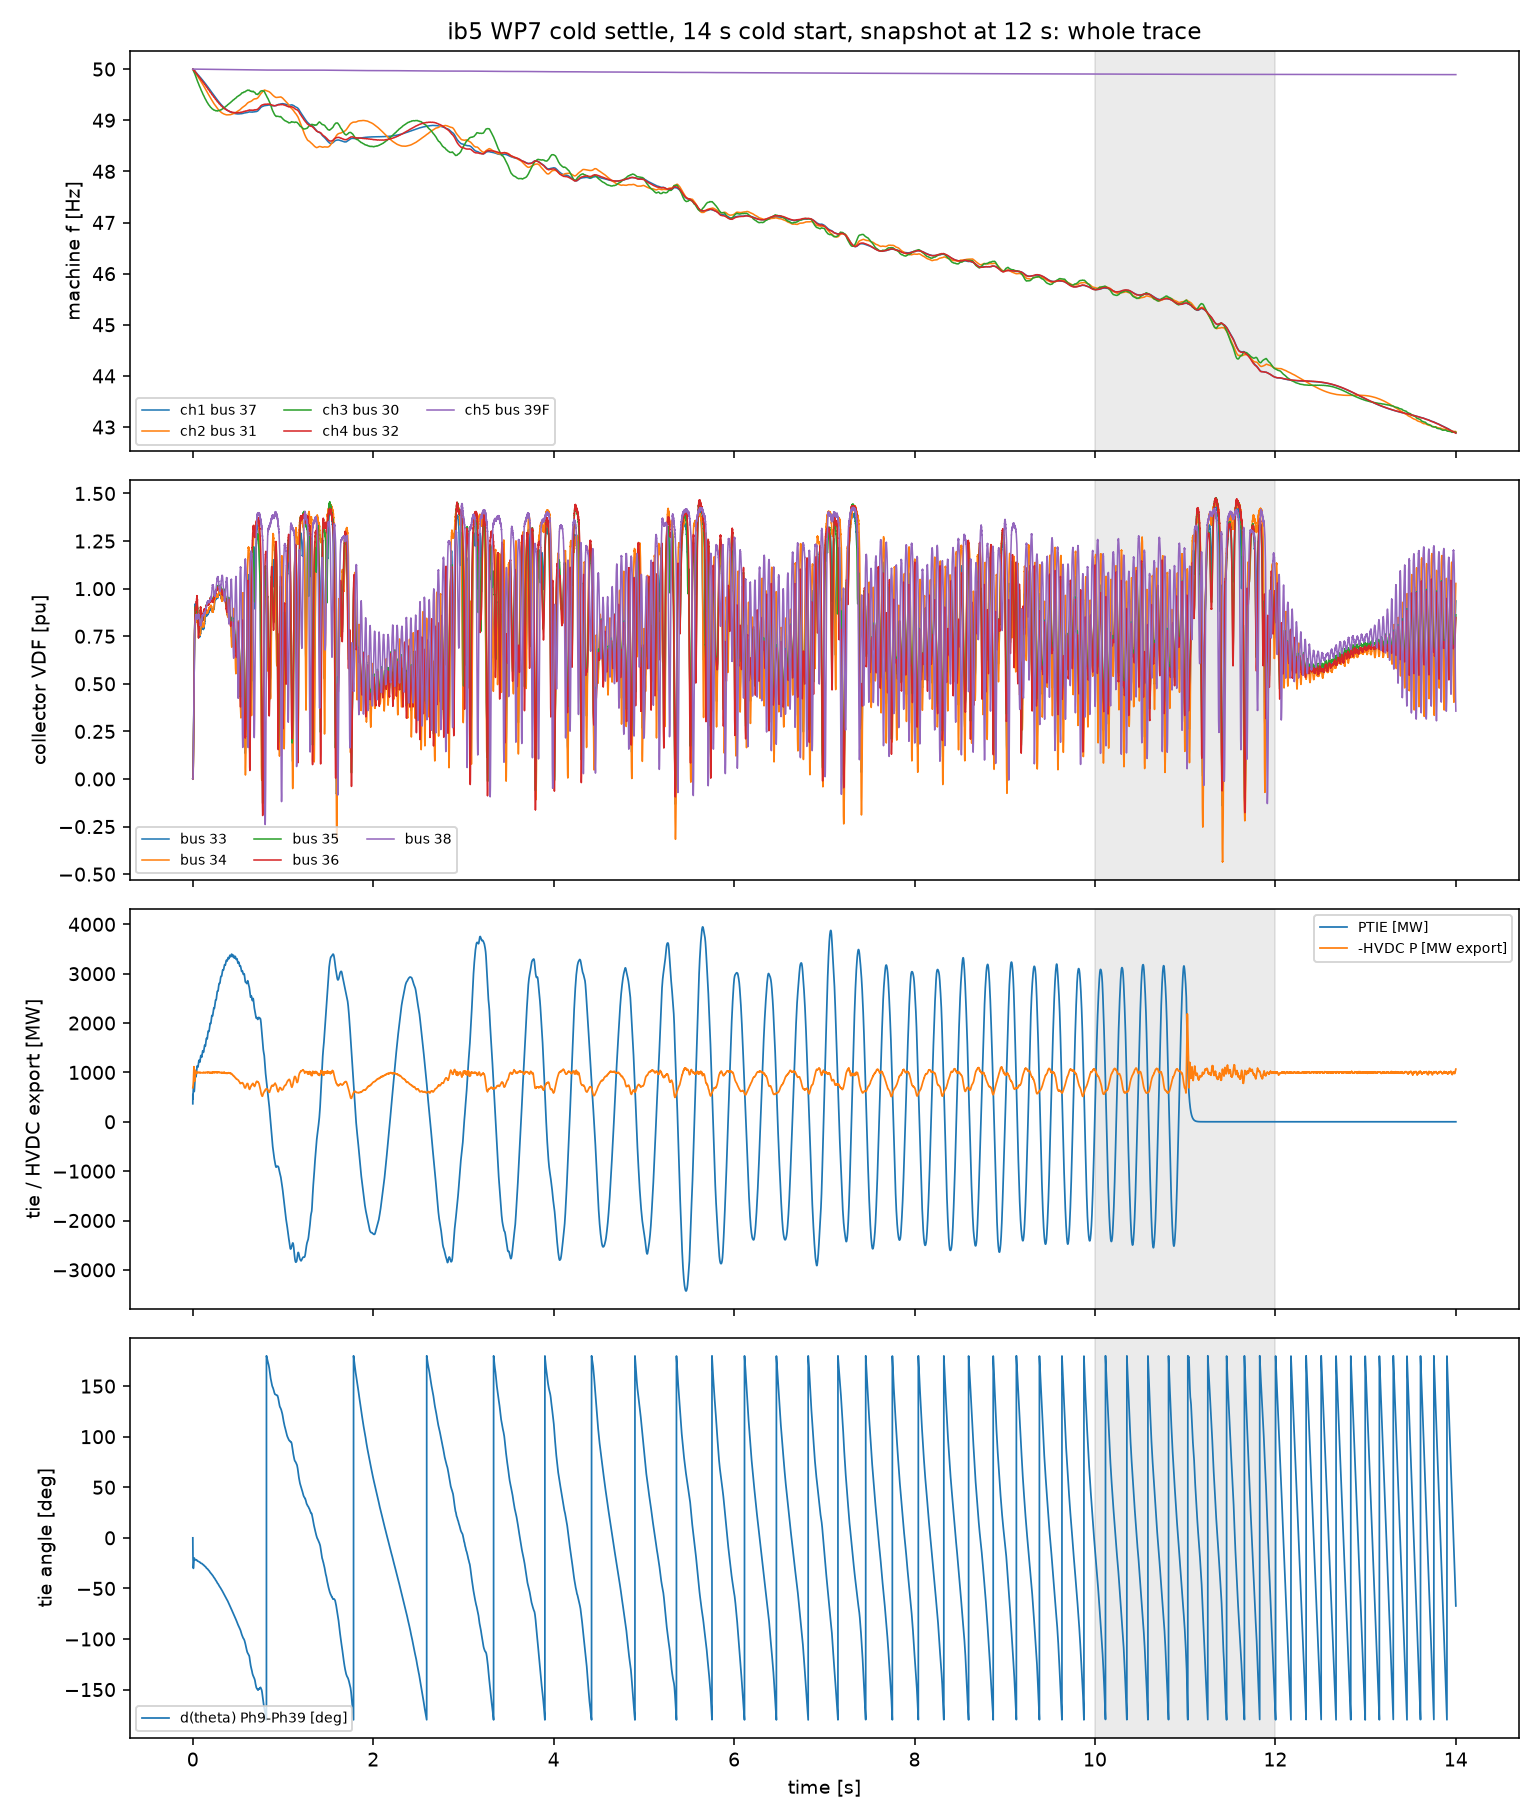 ib5 WP7 cold settle, 14 s cold start, snapshot at 12 s: whole trace
machine f [Hz]
50
49
48
47
46
45
44
43
ch1 bus 37
ch2 bus 31
ch3 bus 30
ch4 bus 32
ch5 bus 39F
collector VDF [pu]
1.50
1.25
1.00
0.75
0.50
0.25
0.00
−0.25
−0.50
bus 33
bus 34
bus 35
bus 36
bus 38
tie / HVDC export [MW]
4000
3000
2000
1000
0
−1000
−2000
−3000
PTIE [MW]
-HVDC P [MW export]
tie angle [deg]
150
100
50
0
−50
−100
−150
d(theta) Ph9-Ph39 [deg]
0 2 4 6 8 10 12 14
time [s]